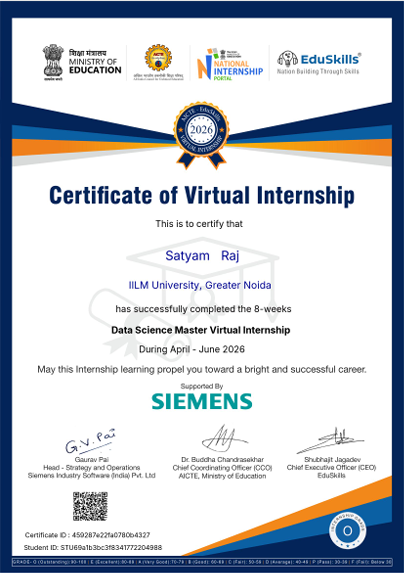 शिक्षा मंत्रालय
MINISTRY OF
EDUCATION
AICTE
NATIONAL
INTERNSHIP
PORTAL
EduSkills
Nation Building Through Skills
AICTE - EduSkills
2026
VIRTUAL INTERNSHIP
Certificate of Virtual Internship
This is to certify that
Satyam Raj
IILM University, Greater Noida
has successfully completed the 8-weeks
Data Science Master Virtual Internship
During April - June 2026
May this Internship learning propel you toward a bright and successful career.
Supported By
SIEMENS
G.V.Pai
Gaurav Pai
Head - Strategy and Operations
Siemens Industry Software (India) Pvt. Ltd
Dr. Buddha Chandrasekhar
Chief Coordinating Officer (CCO)
AICTE, Ministry of Education
Shubhajit Jagadev
Chief Executive Officer (CEO)
EduSkills
Certificate ID : 459287e22fa0780b4327
Student ID: STU69a1b3bc3f8341772204988
O
GRADE- O (Outstanding): 90-100 | E (Excellent): 80-89 | A (Very Good): 70-79 | B (Good): 60-69 | C (Fair): 50-59 | D (Average): 40-49 | P (Pass): 30-39 | F (Fail): Below 30